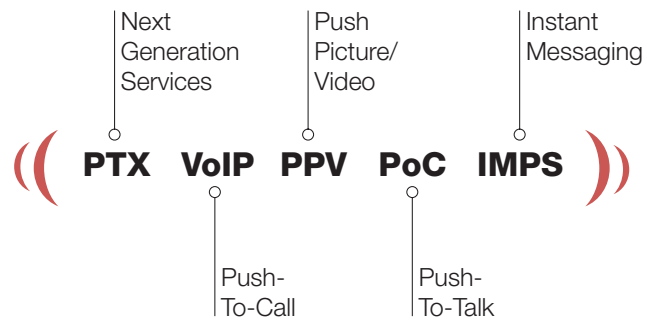 Next
Generation
Services
Push
Picture/
Video
Instant
Messaging
PTX VoIP PPV PoC IMPS
Push-
To-Call
Push-
To-Talk